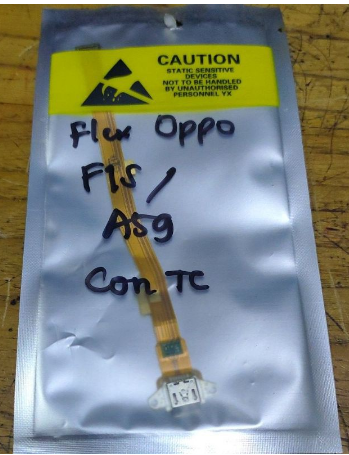 CAUTION
STATIC SENSITIVE
DEVICES
NOT TO BE HANDLED
BY UNAUTHORISED
PERSONNEL YX
Flex Oppo
F1S /
A59
Con TC